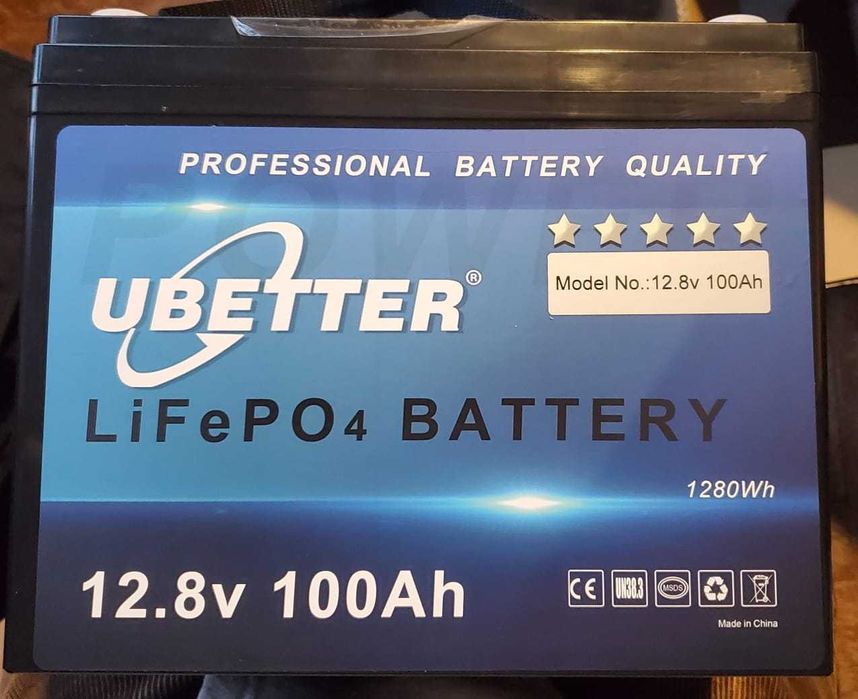 PROFESSIONAL BATTERY QUALITY
POWER
UBETTER®
Model No.:12.8v 100Ah
LiFePO4 BATTERY
1280Wh
12.8v 100Ah
CE UN38.3 MSDS
Made in China